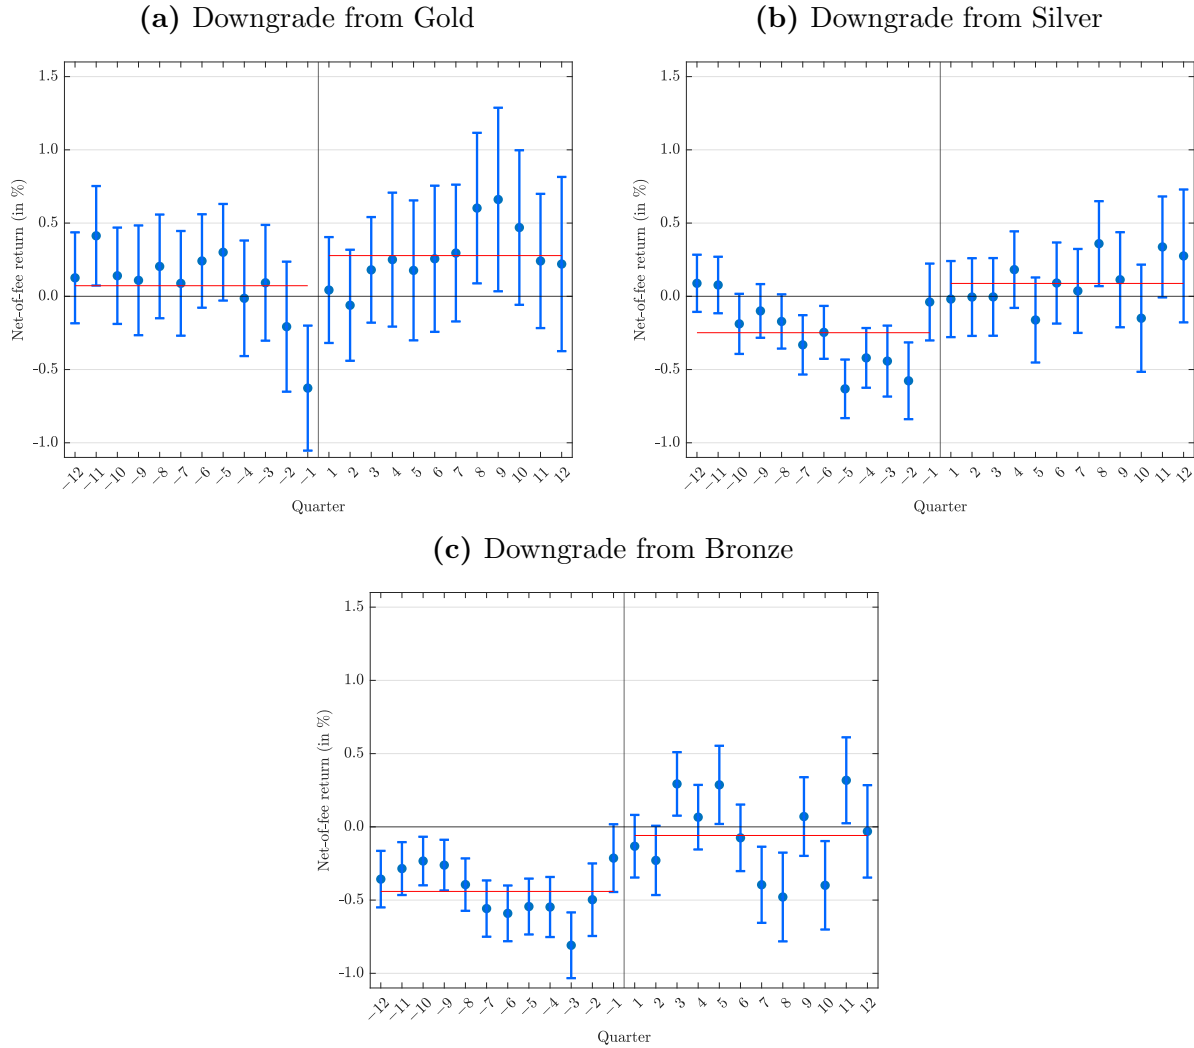 (a) Downgrade from Gold
1.5
1.0
0.5
0.0
-0.5
-1.0
Net-of-fee return (in %)
−12 −11 −10 −9 −8 −7 −6 −5 −4 −3 −2 −1 1 2 3 4 5 6 7 8 9 10 11 12
Quarter
(b) Downgrade from Silver
1.5
1.0
0.5
0.0
-0.5
-1.0
Net-of-fee return (in %)
−12 −11 −10 −9 −8 −7 −6 −5 −4 −3 −2 −1 1 2 3 4 5 6 7 8 9 10 11 12
Quarter
(c) Downgrade from Bronze
1.5
1.0
0.5
0.0
-0.5
-1.0
Net-of-fee return (in %)
−12 −11 −10 −9 −8 −7 −6 −5 −4 −3 −2 −1 1 2 3 4 5 6 7 8 9 10 11 12
Quarter